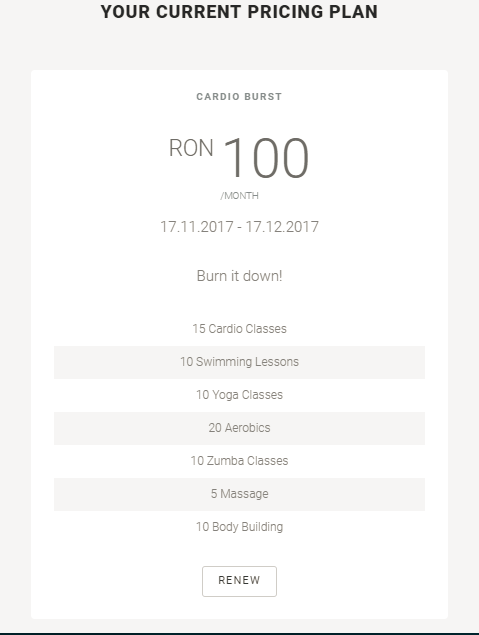 YOUR CURRENT PRICING PLAN
CARDIO BURST
RON 100
/MONTH
17.11.2017 - 17.12.2017
Burn it down!
15 Cardio Classes
10 Swimming Lessons
10 Yoga Classes
20 Aerobics
10 Zumba Classes
5 Massage
10 Body Building
RENEW